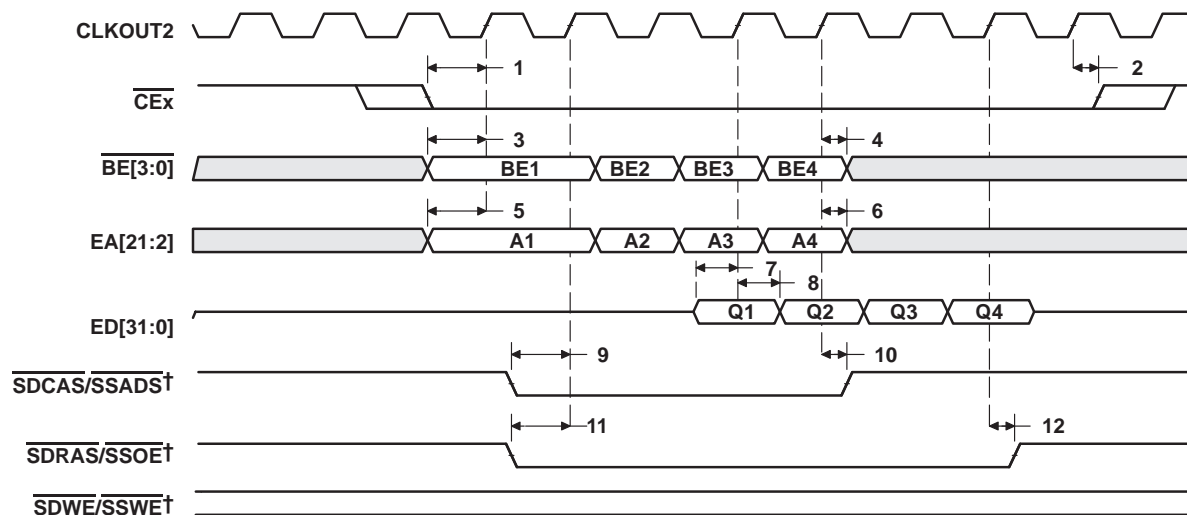 CLKOUT2
1
2
CEx
3
4
BE[3:0]
BE1 BE2 BE3 BE4
5
6
EA[21:2]
A1 A2 A3 A4
7
8
ED[31:0]
Q1 Q2 Q3 Q4
9
10
SDCAS/SSADS†
11
12
SDRAS/SSOE†
SDWE/SSWE†